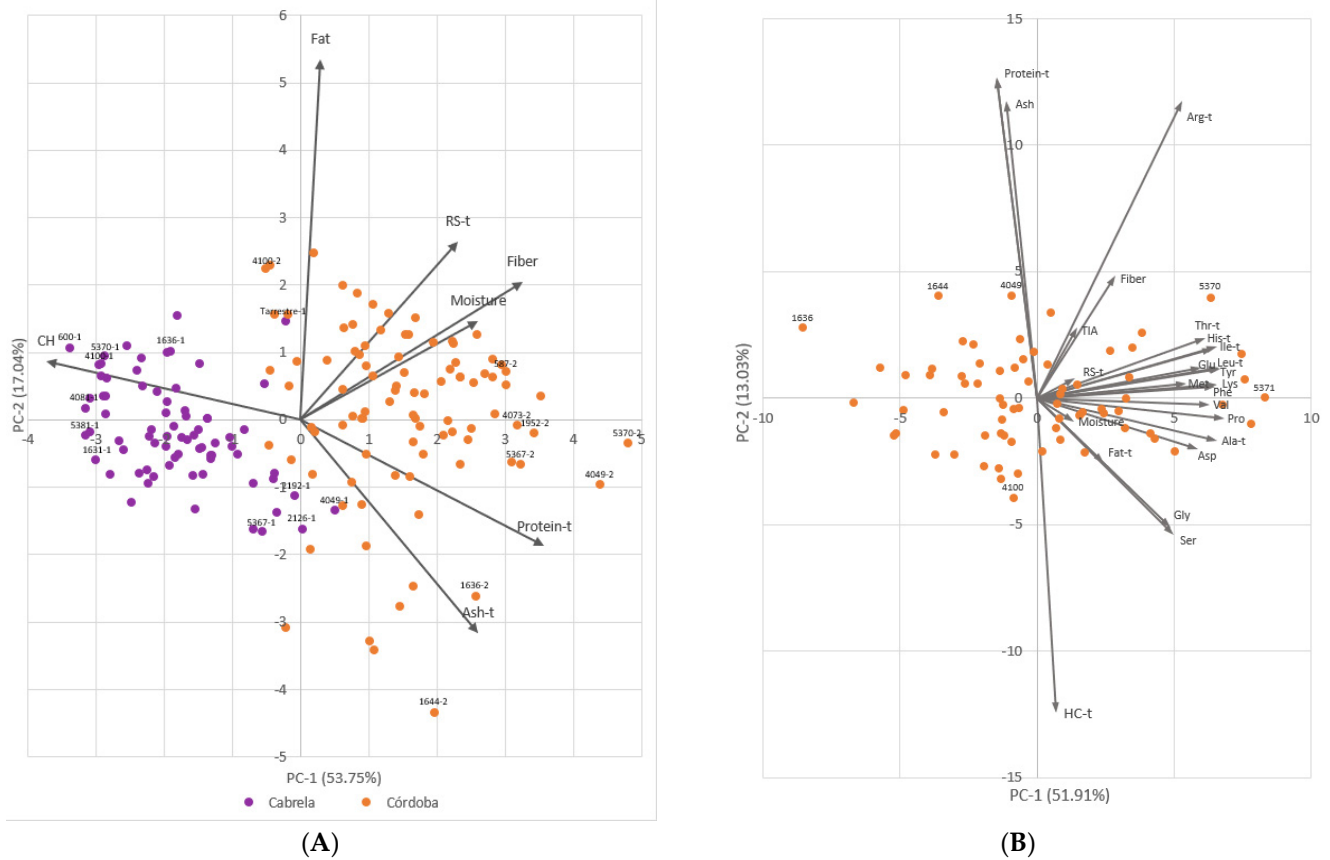 6
Fat
5
4
3
RS-t
Fiber
4100-2
2
Moisture
Tarrestre-1
CH
600-1
5370-1
1636-1
1
4100-1
587-2
4081-1
4073-2
1952-2
-4
-3
-2
-1
0
0
1
2
3
4
5
5381-1
5370-2
1631-1
5367-2
4049-2
-1
2192-1
4049-1
5367-1
2126-1
Protein-t
-2
1636-2
Ash-t
-3
-4
1644-2
-5
PC-2 (17.04%)
PC-1 (53.75%)
Cabrela
Córdoba
(A)
15
Protein-t
Ash
Arg-t
10
5
Fiber
1644
4049
5370
1636
TIA
Thr-t
His-t
Ile-t
Leu-t
Glu
Tyr
RS-t
Met
Lys
Phe
5371
-10
-5
0
0
5
10
Val
Pro
Moisture
Ala-t
Fat-t
Asp
4100
-5
Gly
Ser
-10
HC-t
-15
PC-2 (13.03%)
PC-1 (51.91%)
(B)